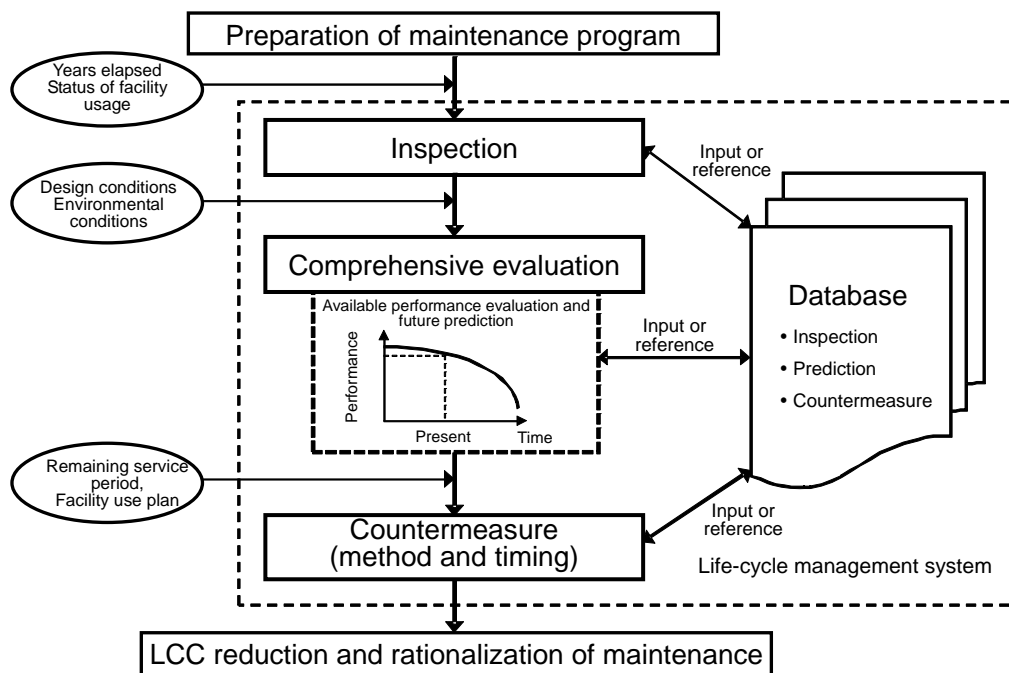 Preparation of maintenance program
Years elapsed
Status of facility
usage
Inspection
Input or
reference
Design conditions
Environmental
conditions
Comprehensive evaluation
Available performance evaluation and
future prediction
Performance
Present
Time
Input or
reference
Database
• Inspection
• Prediction
• Countermeasure
Remaining service
period,
Facility use plan
Countermeasure
(method and timing)
Input or
reference
Life-cycle management system
LCC reduction and rationalization of maintenance